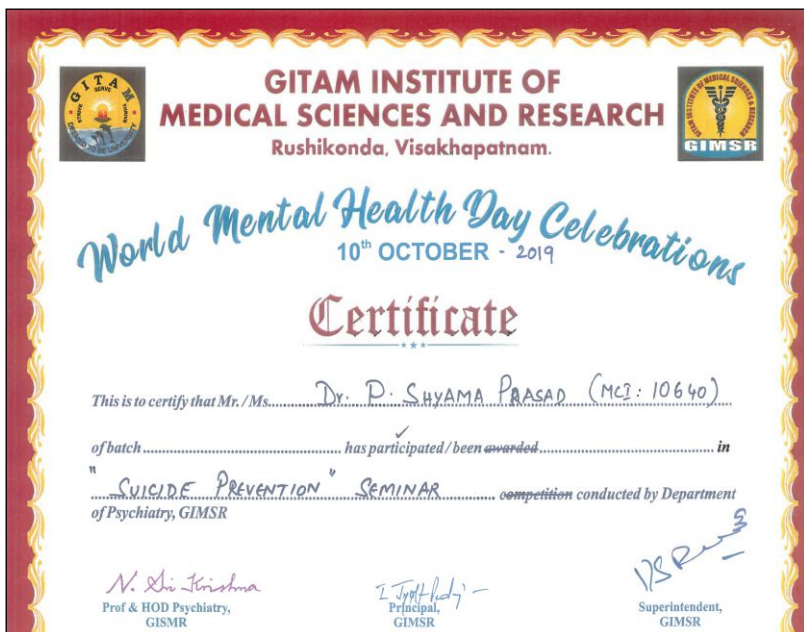 GITAM INSTITUTE OF
MEDICAL SCIENCES AND RESEARCH
Rushikonda, Visakhapatnam.
GITAM
GIMSR
World Mental Health Day Celebrations
10th OCTOBER - 2019
Certificate
This is to certify that Mr. / Ms. Dr. P. SHYAMA PRASAD (MCI: 10640)
of batch has participated / been awarded in
"SUICIDE PREVENTION" SEMINAR competition conducted by Department
of Psychiatry, GIMSR
N. Sri Krishna
Prof & HOD Psychiatry, Principal, Superintendent,
GISMR GIMSR GIMSR